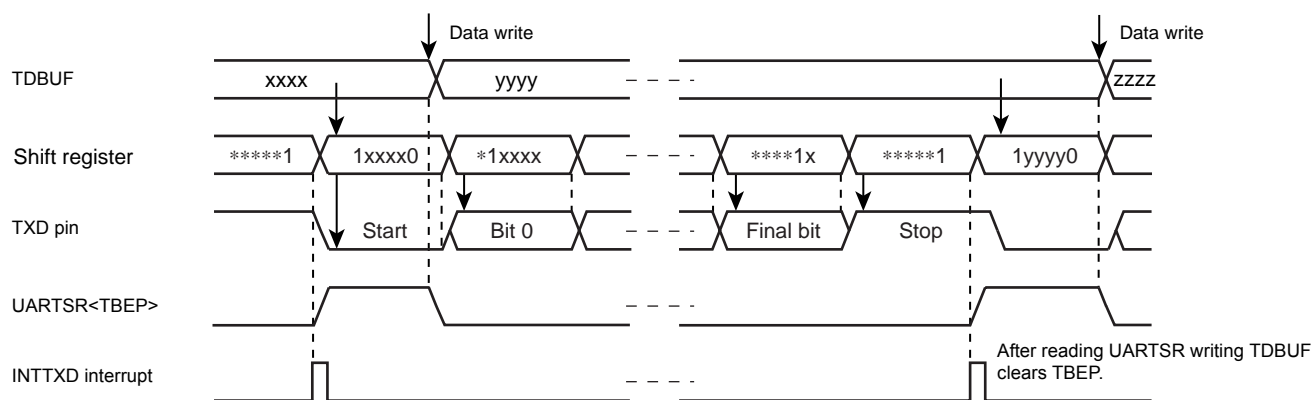 Data write
Data write
TDBUF
xxxx
yyyy
zzzz
Shift register
*****1
1xxxx0
*1xxxx
****1x
*****1
1yyyy0
TXD pin
Start
Bit 0
Final bit
Stop
UARTSR<TBEP>
After reading UARTSR writing TDBUF
clears TBEP.
INTTXD interrupt